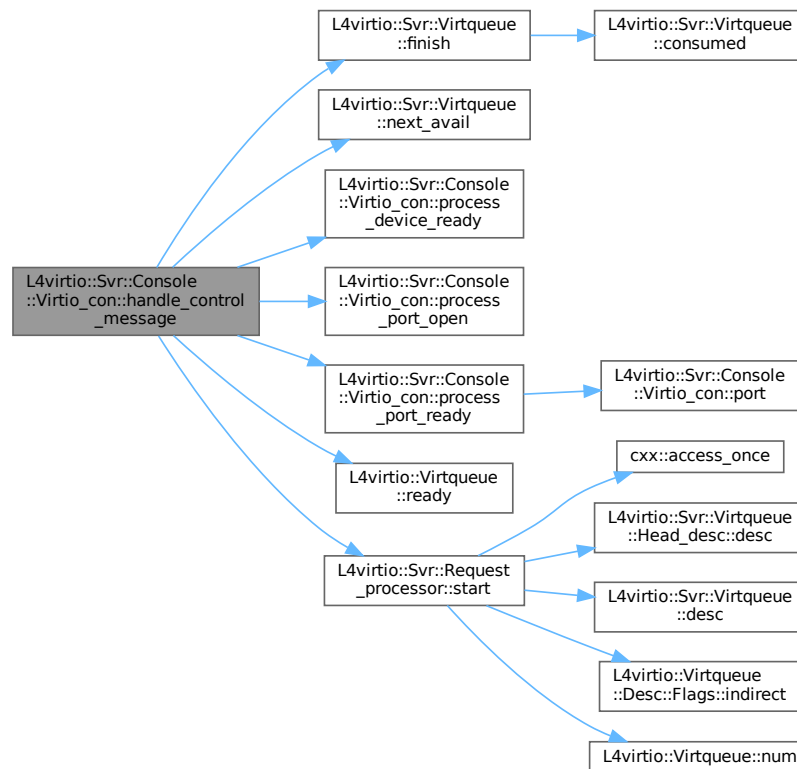 L4virtio::Svr::Virtqueue
::finish
L4virtio::Svr::Virtqueue
::consumed
L4virtio::Svr::Virtqueue
::next_avail
L4virtio::Svr::Console
::Virtio_con::process
_device_ready
L4virtio::Svr::Console
::Virtio_con::handle_control
_message
L4virtio::Svr::Console
::Virtio_con::process
_port_open
L4virtio::Svr::Console
::Virtio_con::process
_port_ready
L4virtio::Svr::Console
::Virtio_con::port
L4virtio::Virtqueue
::ready
cxx::access_once
L4virtio::Svr::Virtqueue
::Head_desc::desc
L4virtio::Svr::Request
_processor::start
L4virtio::Svr::Virtqueue
::desc
L4virtio::Virtqueue
::Desc::Flags::indirect
L4virtio::Virtqueue::num